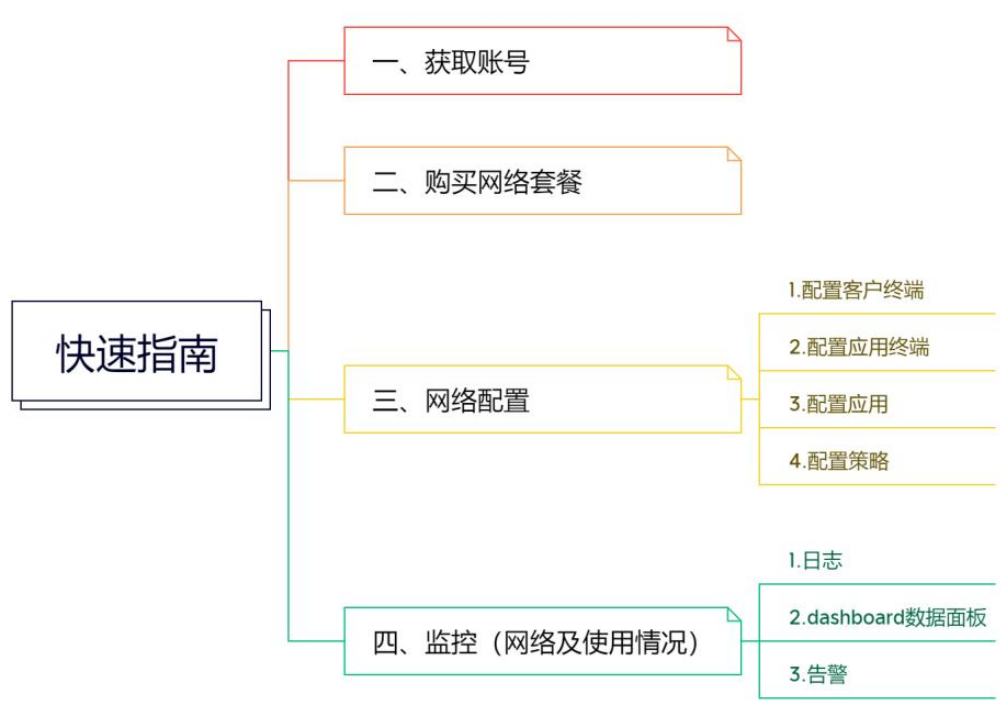 快速指南
一、获取账号
二、购买网络套餐
三、网络配置
1.配置客户终端
2.配置应用终端
3.配置应用
4.配置策略
四、监控（网络及使用情况）
1.日志
2.dashboard数据面板
3.告警